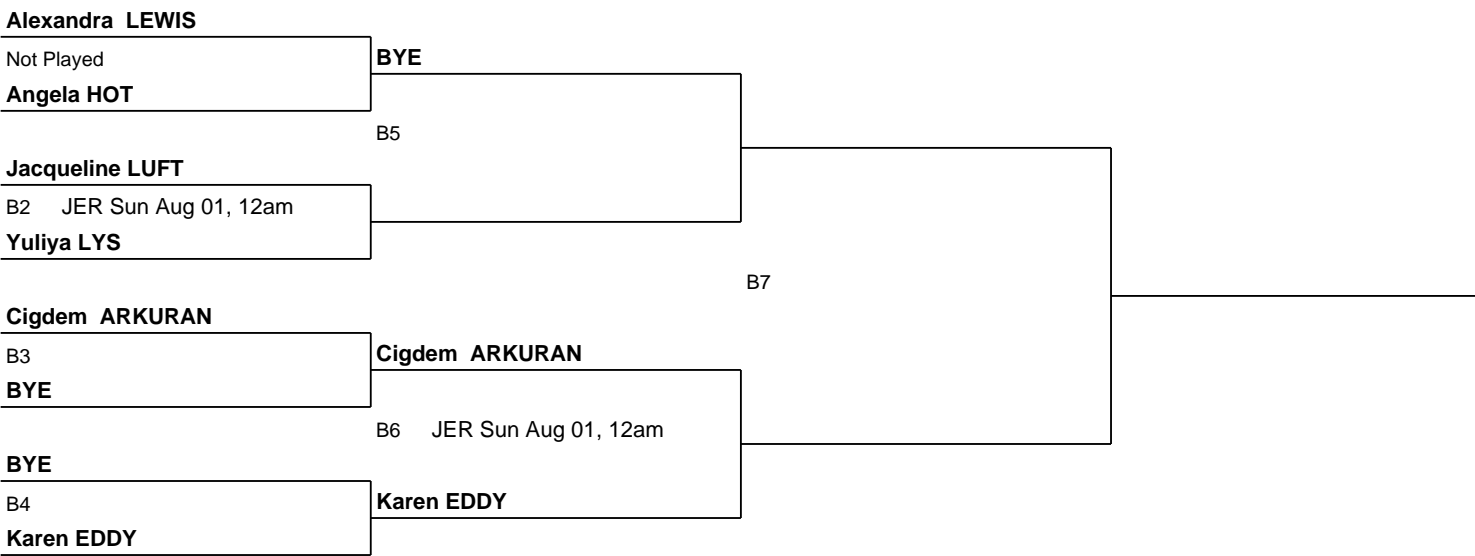 Alexandra  LEWIS
Not Played
BYE
Angela HOT
B5
Jacqueline LUFT
B2 JER Sun Aug 01, 12am
Yuliya LYS
B7
Cigdem  ARKURAN
B3
Cigdem  ARKURAN
BYE
B6 JER Sun Aug 01, 12am
BYE
B4
Karen EDDY
Karen EDDY